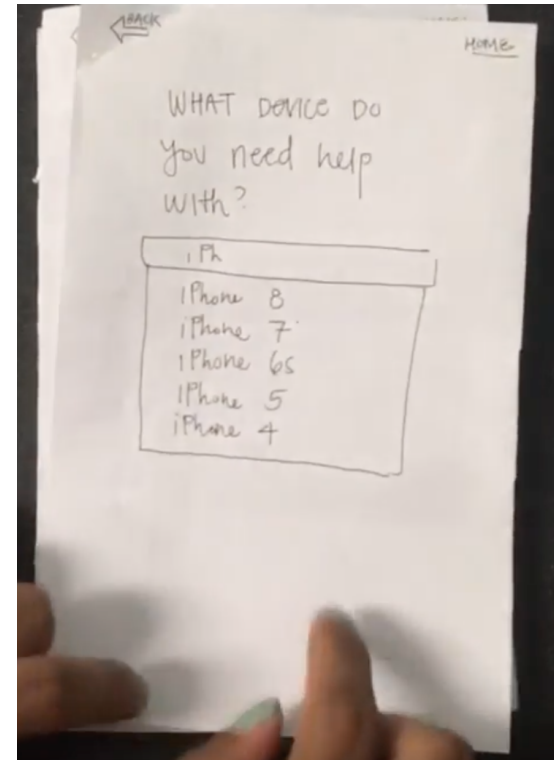 BACK
HOME
WHAT DEVICE DO
you need help
with?
iPh
iPhone 8
iPhone 7
iPhone 6s
iPhone 5
iPhone 4